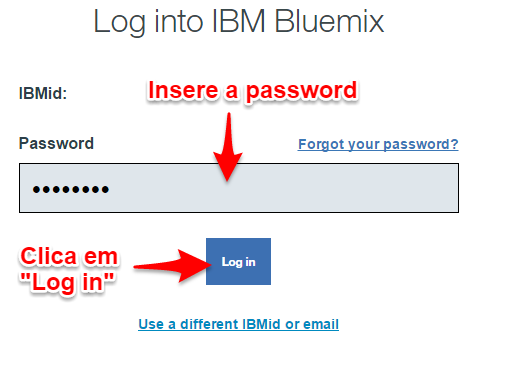 Log into IBM Bluemix
IBMid:
Insere a password
Password
Forgot your password?
••••••••
Clica em
"Log in"
Log in
Use a different IBMid or email